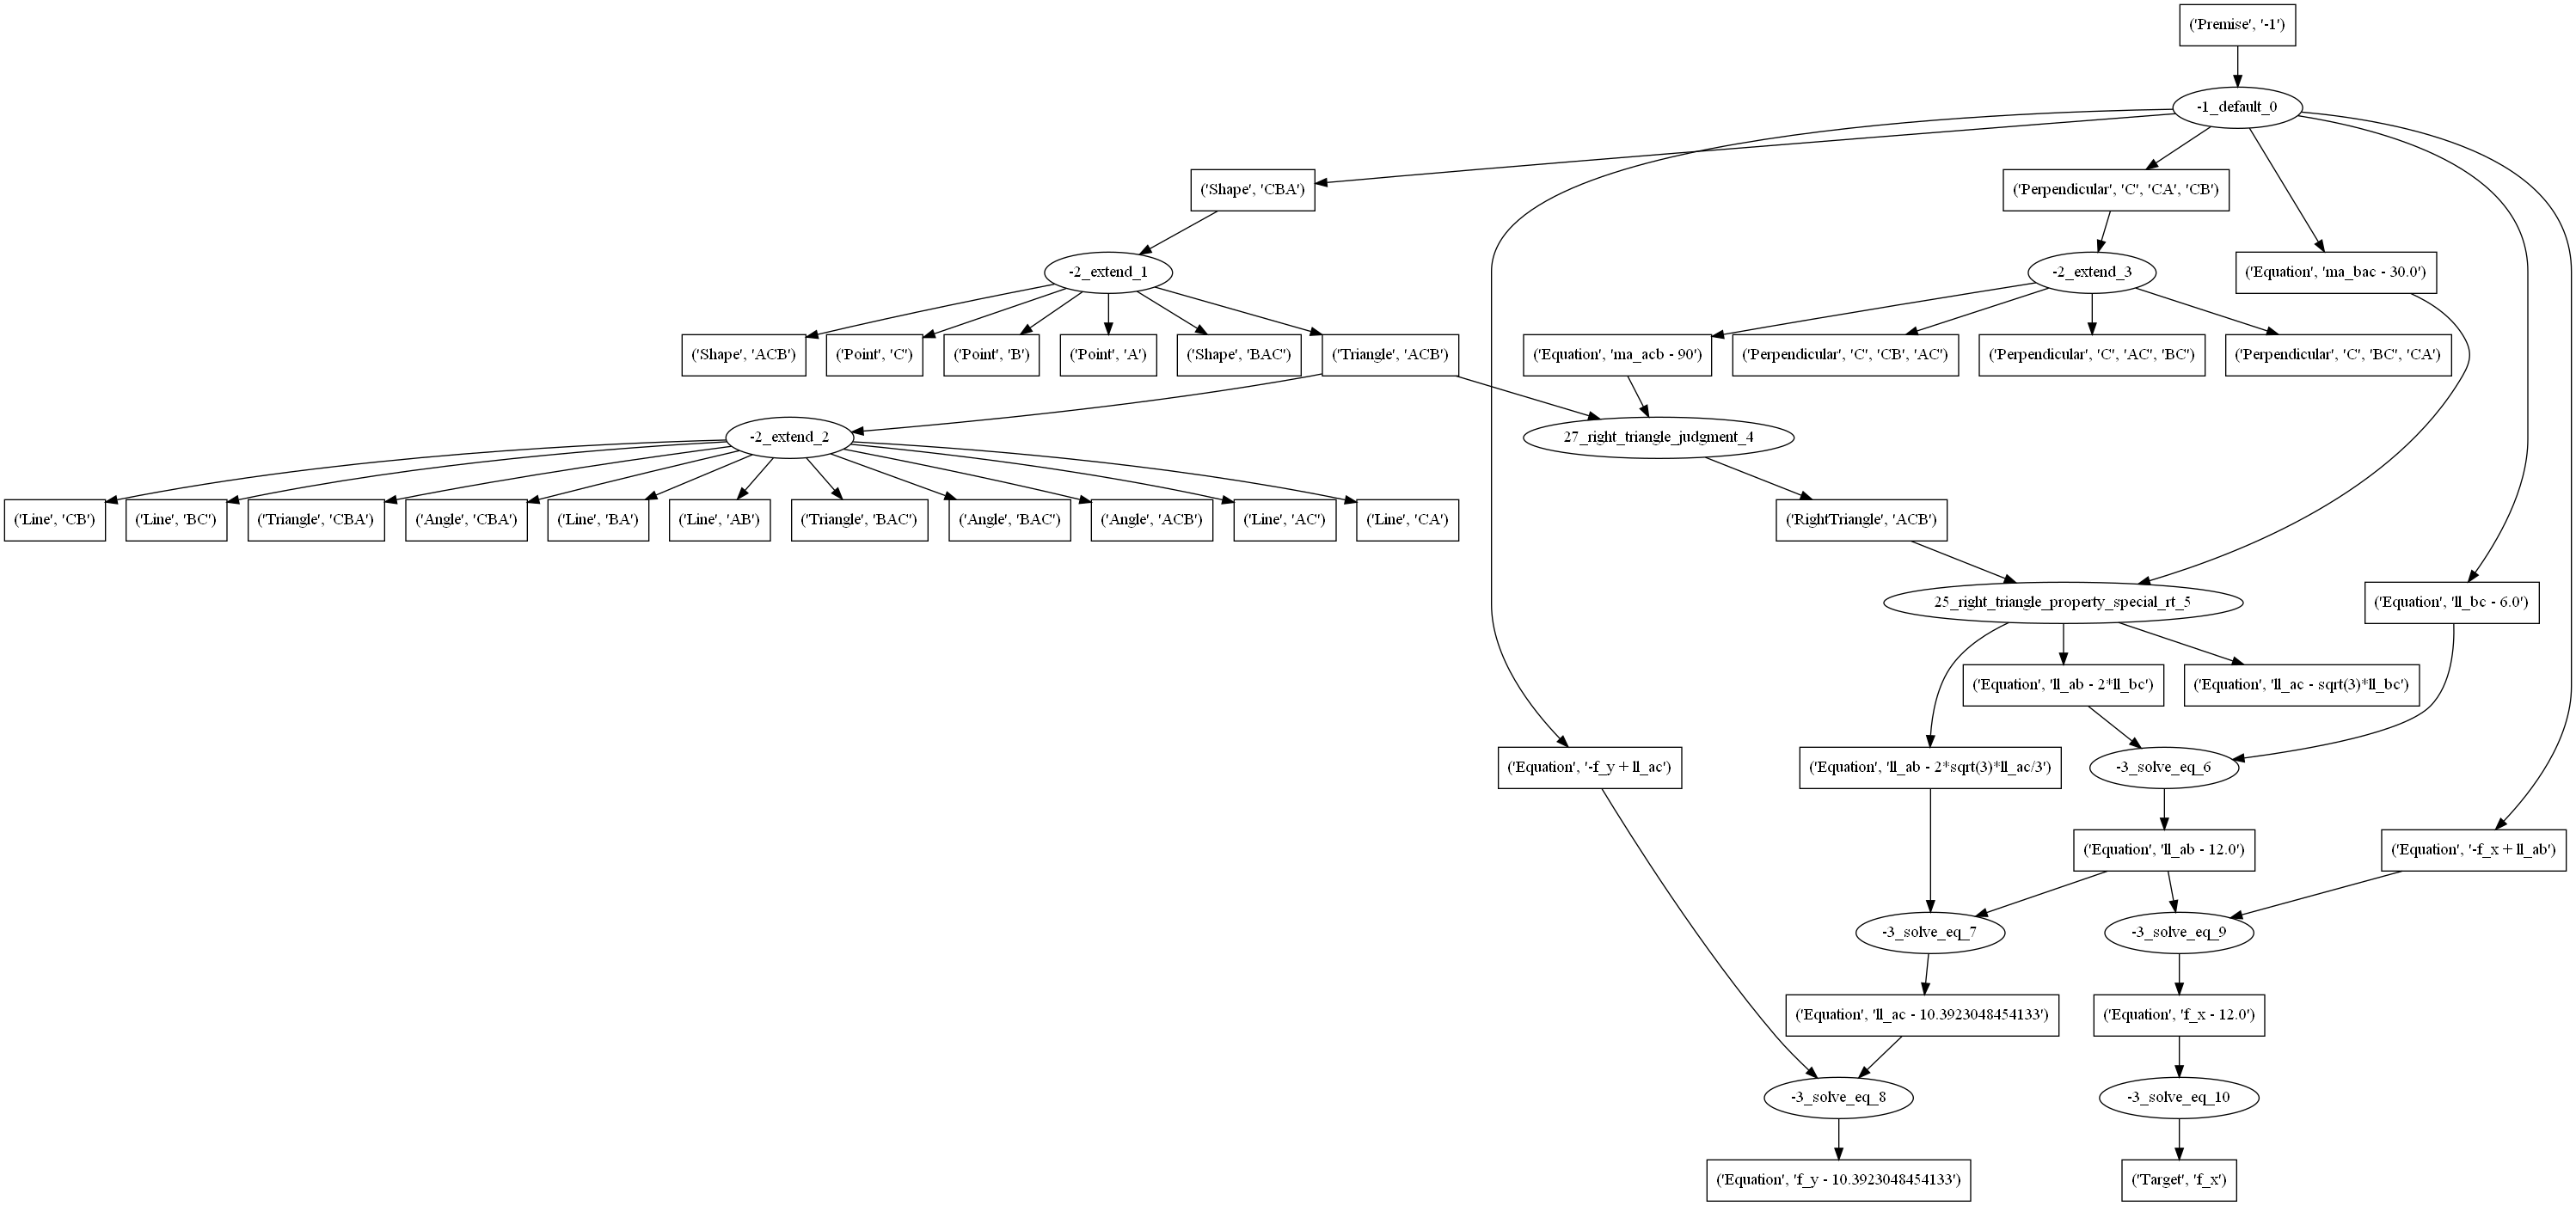 ('Premise', '-1')
-1_default_0
('Shape', 'CBA')
('Perpendicular', 'C', 'CA', 'CB')
-2_extend_1
-2_extend_3
('Equation', 'ma_bac - 30.0')
('Shape', 'ACB')
('Point', 'C')
('Point', 'B')
('Point', 'A')
('Shape', 'BAC')
('Triangle', 'ACB')
('Equation', 'ma_acb - 90')
('Perpendicular', 'C', 'CB', 'AC')
('Perpendicular', 'C', 'AC', 'BC')
('Perpendicular', 'C', 'BC', 'CA')
-2_extend_2
27_right_triangle_judgment_4
('Line', 'CB')
('Line', 'BC')
('Triangle', 'CBA')
('Angle', 'CBA')
('Line', 'BA')
('Line', 'AB')
('Triangle', 'BAC')
('Angle', 'BAC')
('Angle', 'ACB')
('Line', 'AC')
('Line', 'CA')
('RightTriangle', 'ACB')
25_right_triangle_property_special_rt_5
('Equation', 'll_bc - 6.0')
('Equation', 'll_ab - 2*ll_bc')
('Equation', 'll_ac - sqrt(3)*ll_bc')
('Equation', '-f_y + ll_ac')
('Equation', 'll_ab - 2*sqrt(3)*ll_ac/3')
-3_solve_eq_6
('Equation', 'll_ab - 12.0')
('Equation', '-f_x + ll_ab')
-3_solve_eq_7
-3_solve_eq_9
('Equation', 'll_ac - 10.3923048454133')
('Equation', 'f_x - 12.0')
-3_solve_eq_8
-3_solve_eq_10
('Equation', 'f_y - 10.3923048454133')
('Target', 'f_x')